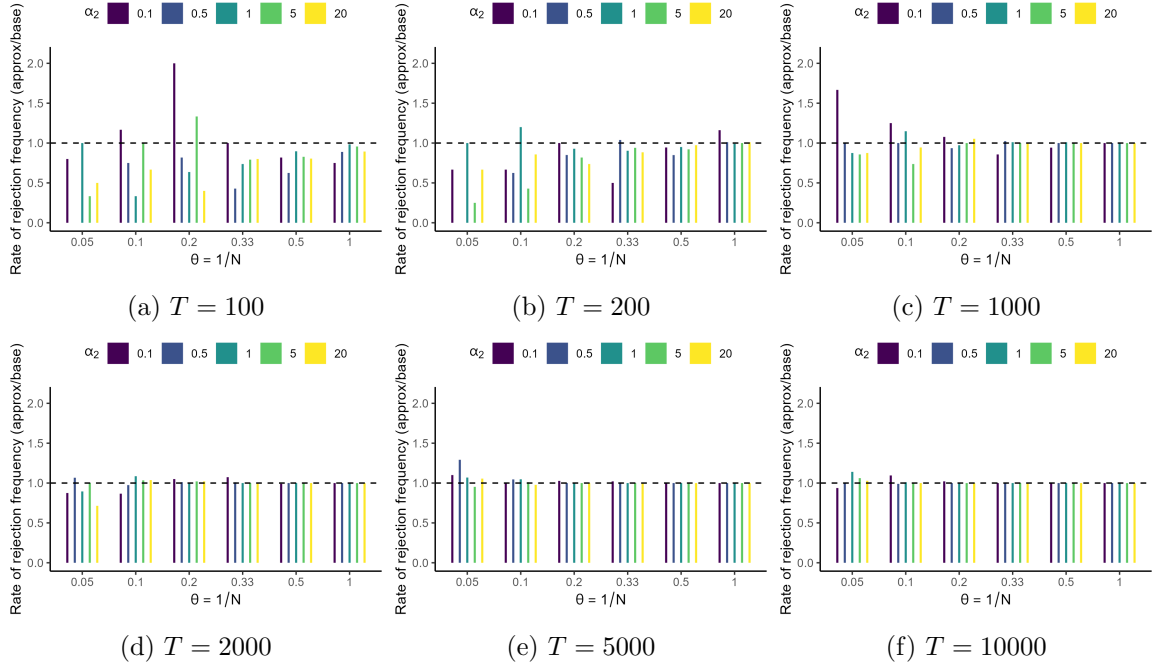 α2 0.1 0.5 1 5 20
Rate of rejection frequency (approx/base)
2.0
1.5
1.0
0.5
0.0
0.05 0.1 0.2 0.33 0.5 1
θ = 1/N
(a) T = 100
α2 0.1 0.5 1 5 20
Rate of rejection frequency (approx/base)
2.0
1.5
1.0
0.5
0.0
0.05 0.1 0.2 0.33 0.5 1
θ = 1/N
(b) T = 200
α2 0.1 0.5 1 5 20
Rate of rejection frequency (approx/base)
2.0
1.5
1.0
0.5
0.0
0.05 0.1 0.2 0.33 0.5 1
θ = 1/N
(c) T = 1000
α2 0.1 0.5 1 5 20
Rate of rejection frequency (approx/base)
2.0
1.5
1.0
0.5
0.0
0.05 0.1 0.2 0.33 0.5 1
θ = 1/N
(d) T = 2000
α2 0.1 0.5 1 5 20
Rate of rejection frequency (approx/base)
2.0
1.5
1.0
0.5
0.0
0.05 0.1 0.2 0.33 0.5 1
θ = 1/N
(e) T = 5000
α2 0.1 0.5 1 5 20
Rate of rejection frequency (approx/base)
2.0
1.5
1.0
0.5
0.0
0.05 0.1 0.2 0.33 0.5 1
θ = 1/N
(f) T = 10000